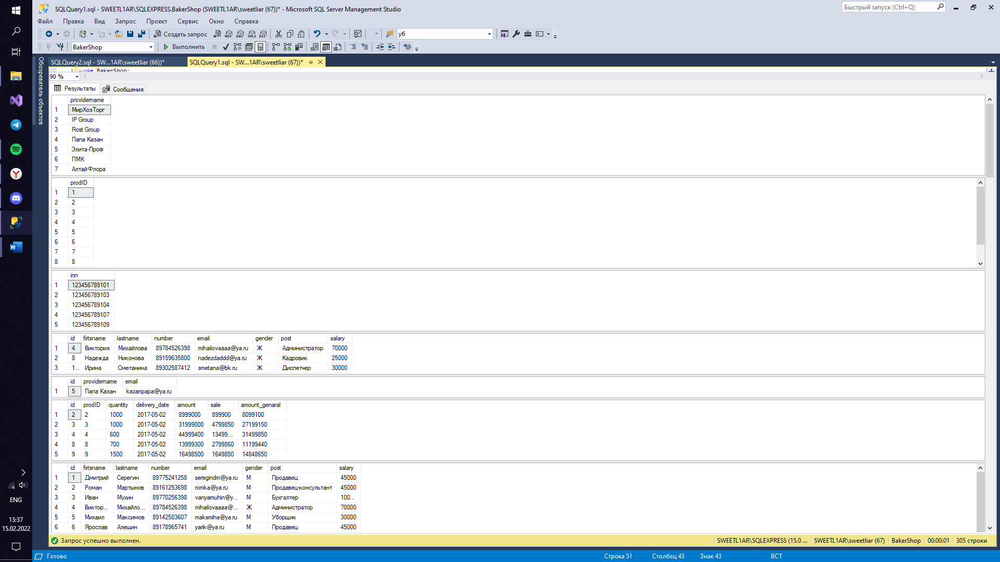 SQLQuery1.sql - SWEETL1AR\SQLEXPRESS.BakerShop (SWEETL1AR\sweetliar (67))* - Microsoft SQL Server Management Studio
Быстрый запуск (Ctrl+Q)
Файл Правка Вид Запрос Проект Сервис Окно Справка
Создать запрос MDX DMX XMLA DAX у6
BakerShop Выполнить
Обозреватель объектов
SQLQuery2.sql - SW...1AR\sweetliar (66))* SQLQuery1.sql - SW...1AR\sweetliar (67))*
1 use BakerShop;
90 %
Результаты Сообщения
providername
1 МирХозТорг
2 IP Group
3 Rost Group
4 Папа Казан
5 Элита-Проф
6 ПМК
7 АлтайФлора
prodID
1 1
2 2
3 3
4 4
5 5
6 6
7 7
8 8
inn
1 123456789101
2 123456789103
3 123456789104
4 123456789107
5 123456789109
id firtsname lastname number email gender post salary
1 4 Виктория Михайлова 89784526398 mihailovaaaa@ya.ru Ж Администратор 70000
2 8 Надежда Никонова 89159635800 nadezdaddd@ya.ru Ж Кадровик 25000
3 1... Ирина Сметанина 89302587412 smetana@bk.ru Ж Диспетчер 30000
id providername email
1 5 Папа Казан kazanpapa@ya.ru
id prodID quantity delivery_date amount sale amount_genaral
1 2 2 1000 2017-05-02 8999000 899900 8099100
2 3 3 1000 2017-05-02 31999000 4799850 27199150
3 4 4 600 2017-05-02 44999400 13499... 31499850
4 8 8 700 2017-05-02 13999300 2799860 11199440
5 9 9 1500 2017-05-02 16498500 1649850 14848650
id firtsname lastname number email gender post salary
1 1 Дмитрий Серегин 89775241258 seregindm@ya.ru М Продавец 45000
2 2 Роман Мартынов 89161253698 romka@ya.ru М Продавец-консультант 45000
3 3 Иван Мухин 89770256398 vanyamuhin@y... М Бухгалтер 100...
4 4 Виктор... Михайло... 89784526398 mihailovaaaa@... Ж Администратор 70000
5 5 Михаил Максимов 89142503607 maksmiha@ya.ru М Уборщик 30000
6 6 Ярослав Алешин 89178965741 yarik@ya.ru М Продавец 45000
Запрос успешно выполнен. SWEETL1AR\SQLEXPRESS (15.0 ... SWEETL1AR\sweetliar (67) BakerShop 00:00:01 305 строки
Готово Строка 51 Столбец 43 Знак 43 ВСТ
ENG
13:37
15.02.2022